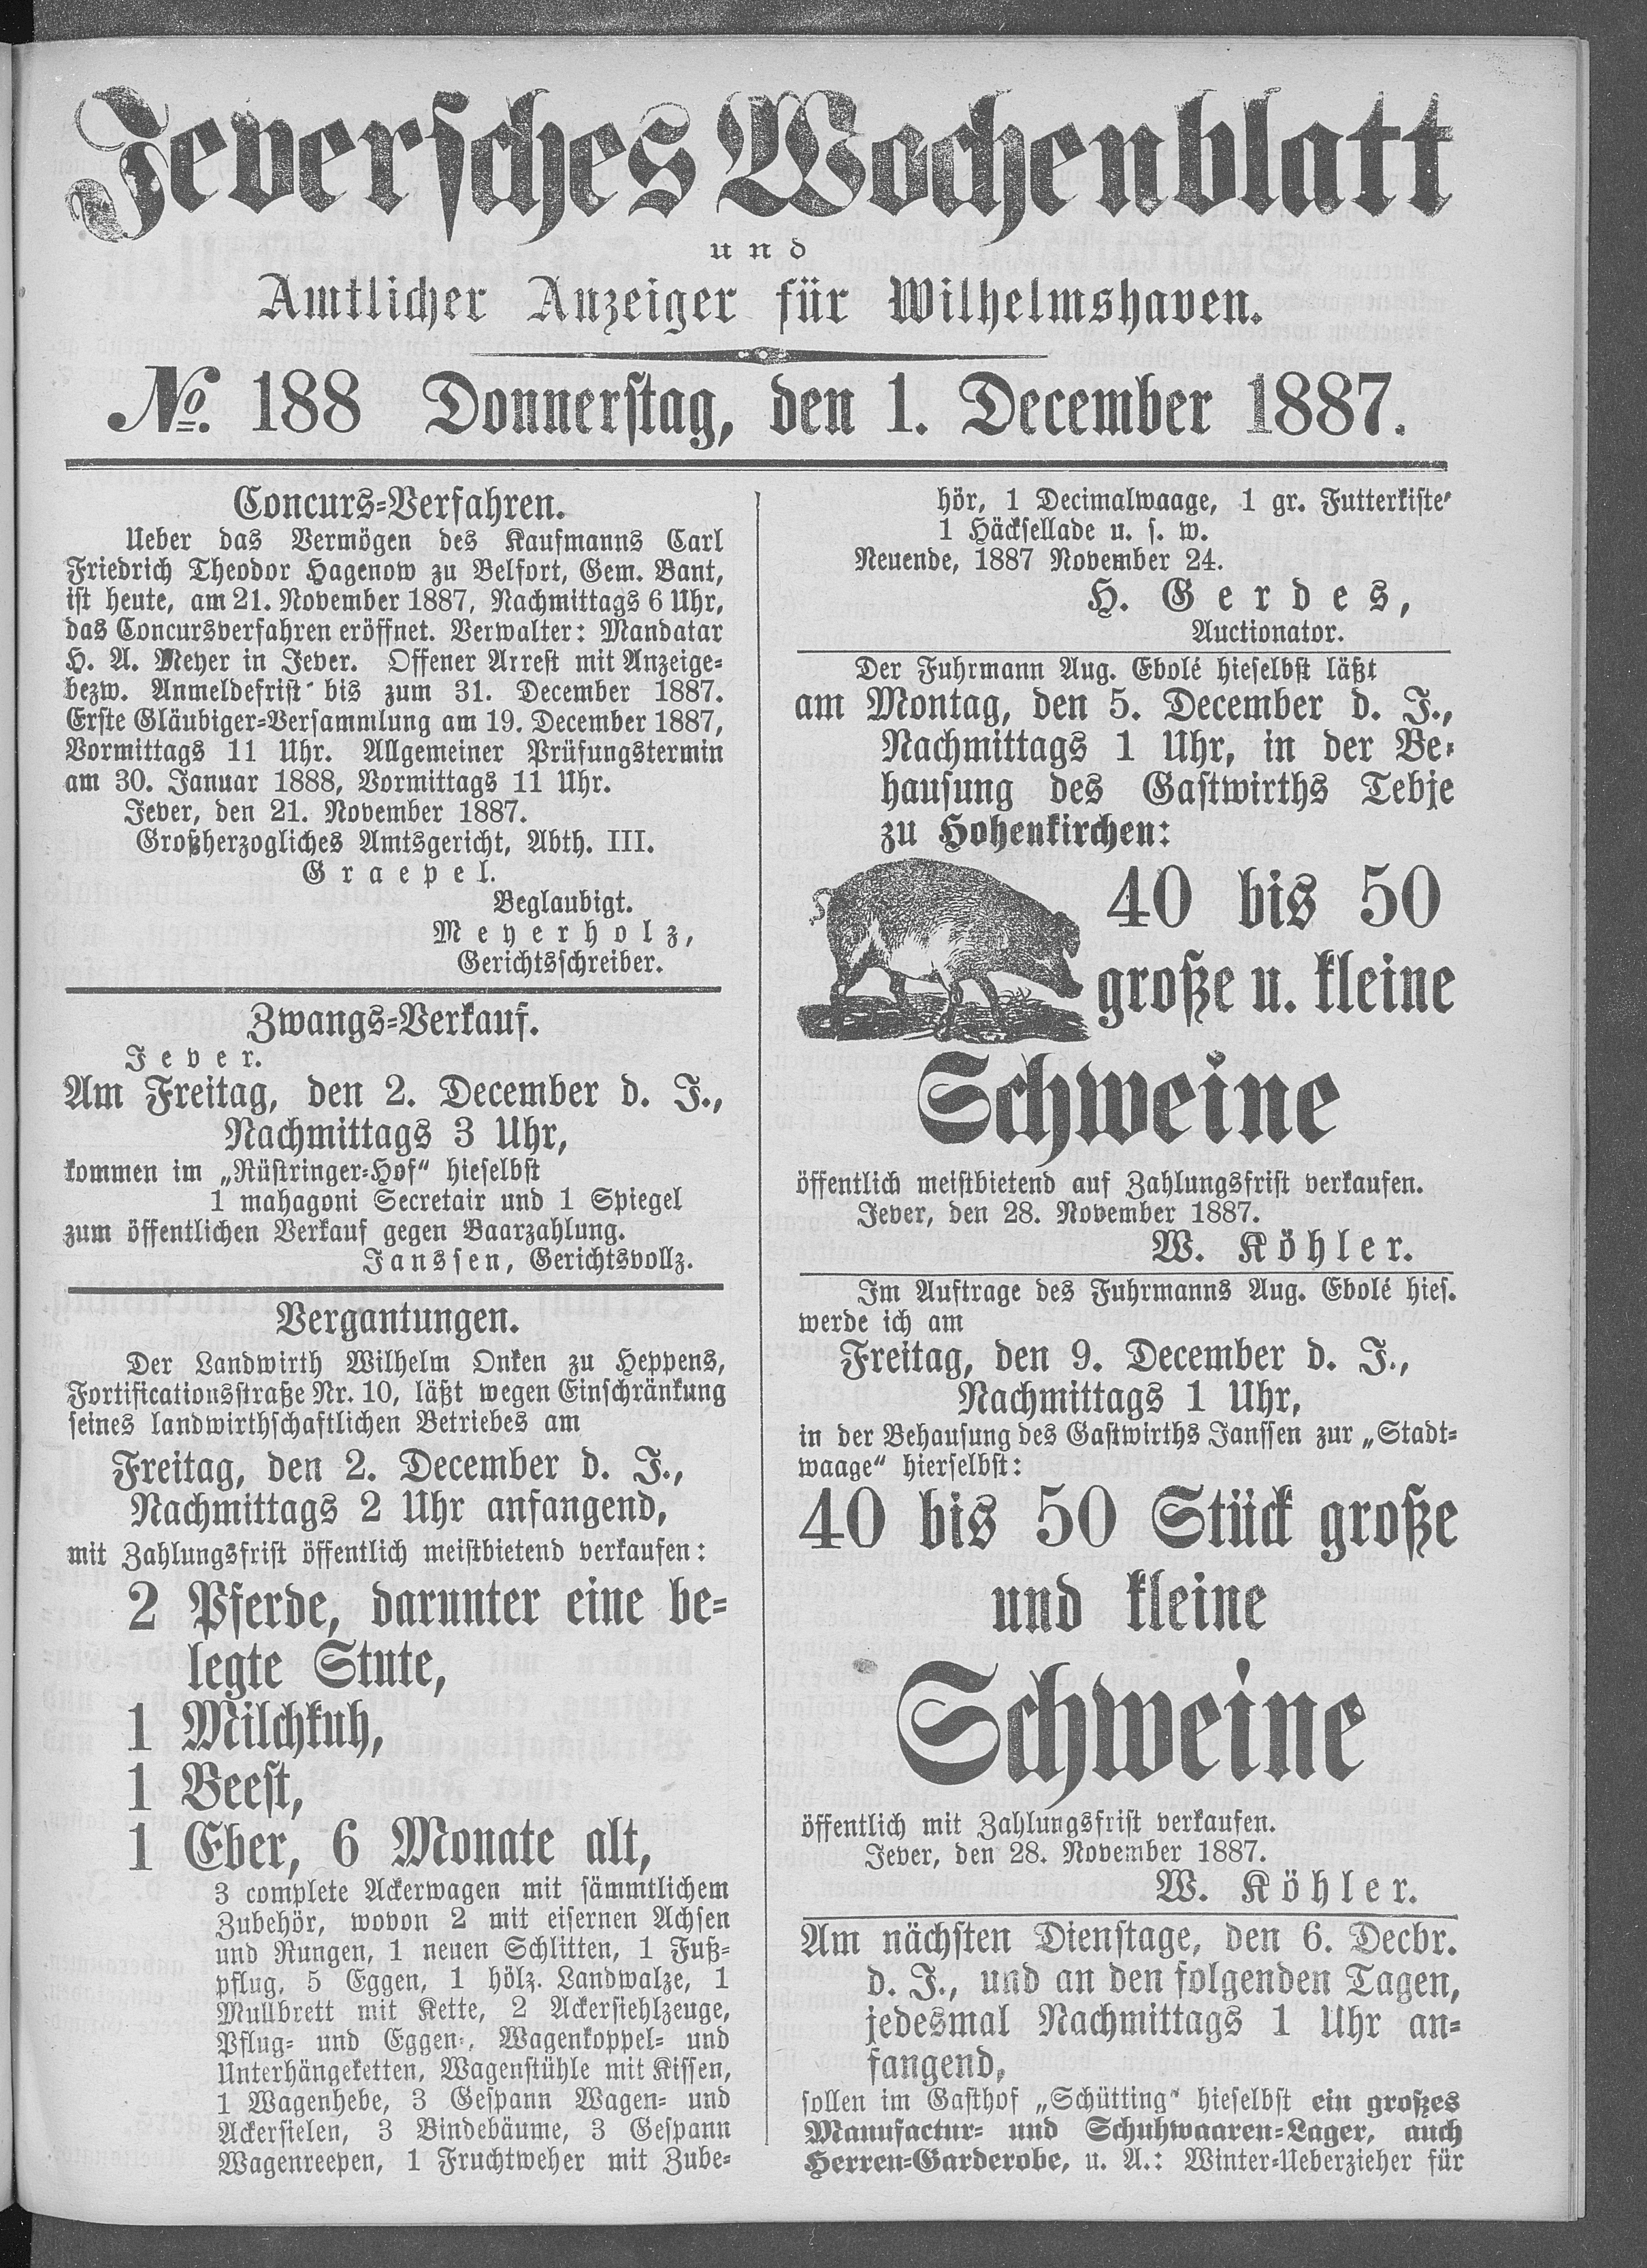 Jeversches Wochenblatt
und
Amtlicher Anzeiger für Wilhelmshaven.
No. 188 Donnerstag, den 1. December 1887.
Concurs-Verfahren.
Ueber das Vermögen des Kaufmanns Carl
Friedrich Theodor Hagenow zu Belfort, Gem. Bant,
ist heute, am 21. November 1887, Nachmittags 6 Uhr,
das Concursverfahren eröffnet. Verwalter: Mandatar
H. A. Meyer in Jever. Offener Arrest mit Anzeige-
bezw. Anmeldefrist bis zum 31. December 1887.
Erste Gläubiger-Versammlung am 19. December 1887,
Vormittags 11 Uhr. Allgemeiner Prüfungstermin
am 30. Januar 1888, Vormittags 11 Uhr.
Jever, den 21. November 1887.
Großherzogliches Amtsgericht, Abth. III.
Graepel.
Beglaubigt.
Meyerholz,
Gerichtsschreiber.
Zwangs-Verkauf.
Jever.
Am Freitag, den 2. December d. J.,
Nachmittags 3 Uhr,
kommen im „Rüstringer-Hof“ hieselbst
1 mahagoni Secretair und 1 Spiegel
zum öffentlichen Verkauf gegen Baarzahlung.
Janssen, Gerichtsvollz.
Vergantungen.
Der Landwirth Wilhelm Onken zu Heppens,
Fortificationsstraße Nr. 10, läßt wegen Einschränkung
seines landwirthschaftlichen Betriebes am
Freitag, den 2. December d. J.,
Nachmittags 2 Uhr anfangend,
mit Zahlungsfrist öffentlich meistbietend verkaufen:
2 Pferde, darunter eine be-
legte Stute,
1 Milchkuh,
1 Beest,
1 Eber, 6 Monate alt,
3 complete Ackerwagen mit sämmtlichem
Zubehör, wovon 2 mit eisernen Achsen
und Rungen, 1 neuen Schlitten, 1 Fuß-
pflug, 5 Eggen, 1 hölz. Landwalze, 1
Mullbrett mit Kette, 2 Ackersiehlzeuge,
Pflug- und Eggen-, Wagenkoppel- und
Unterhängeketten, Wagenstühle mit Kissen,
1 Wagenhebe, 3 Gespann Wagen- und
Ackersielen, 3 Bindebäume, 3 Gespann
Wagenreepen, 1 Fruchtweher mit Zube-
hör, 1 Decimalwaage, 1 gr. Futterkiste,
1 Häcksellade u. s. w.
Neuende, 1887 November 24.
H. Gerdes,
Auctionator.
Der Fuhrmann Aug. Ebolé hieselbst läßt
am Montag, den 5. December d. J.,
Nachmittags 1 Uhr, in der Be-
hausung des Gastwirths Tebje
zu Hohenkirchen:
40 bis 50
große u. kleine
Schweine
öffentlich meistbietend auf Zahlungsfrist verkaufen.
Jever, den 28. November 1887.
W. Köhler.
Im Auftrage des Fuhrmanns Aug. Ebolé hies.
werde ich am
Freitag, den 9. December d. J.,
Nachmittags 1 Uhr,
in der Behausung des Gastwirths Janssen zur „Stadt-
waage“ hierselbst:
40 bis 50 Stück große
und kleine
Schweine
öffentlich mit Zahlungsfrist verkaufen.
Jever, den 28. November 1887.
W. Köhler.
Am nächsten Dienstage, den 6. Decbr.
d. J., und an den folgenden Tagen,
jedesmal Nachmittags 1 Uhr an-
fangend,
sollen im Gasthof „Schütting“ hieselbst ein großes
Manufactur- und Schuhwaaren-Lager, auch
Herren-Garderobe, u. A.: Winter-Ueberzieher für